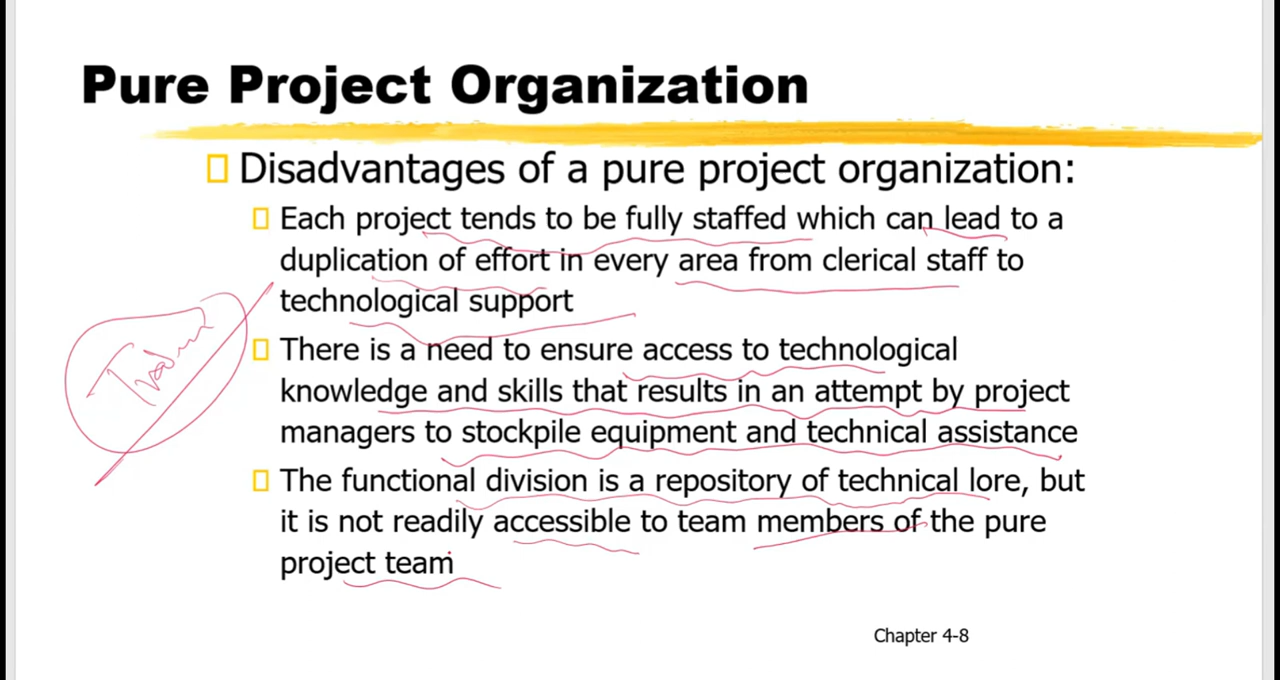 Pure Project Organization
Disadvantages of a pure project organization:
Each project tends to be fully staffed which can lead to a
duplication of effort in every area from clerical staff to
technological support
There is a need to ensure access to technological
knowledge and skills that results in an attempt by project
managers to stockpile equipment and technical assistance
The functional division is a repository of technical lore, but
it is not readily accessible to team members of the pure
project team
Chapter 4-8